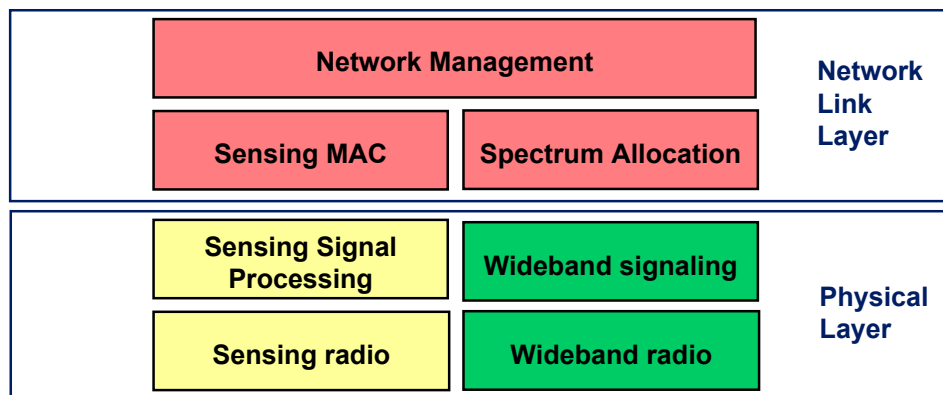 Network Management
Network
Link
Layer
Sensing MAC
Spectrum Allocation
Sensing Signal
Processing
Wideband signaling
Physical
Layer
Sensing radio
Wideband radio